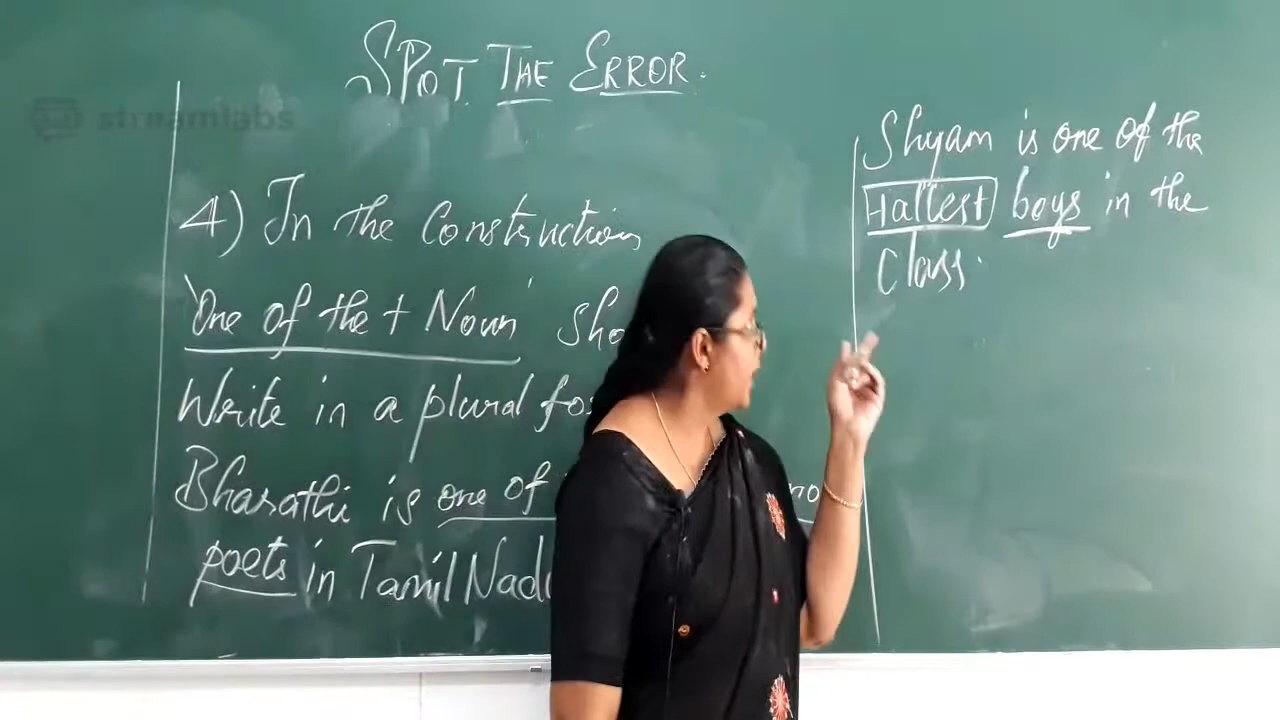 streamlabs
SPOT THE ERROR.
4) In the Construction
'One of the + Noun' sho
Write in a plural fo
Bharathi is one of
poets in Tamil Nad
Shyam is one of the
tallest boys in the
Class.